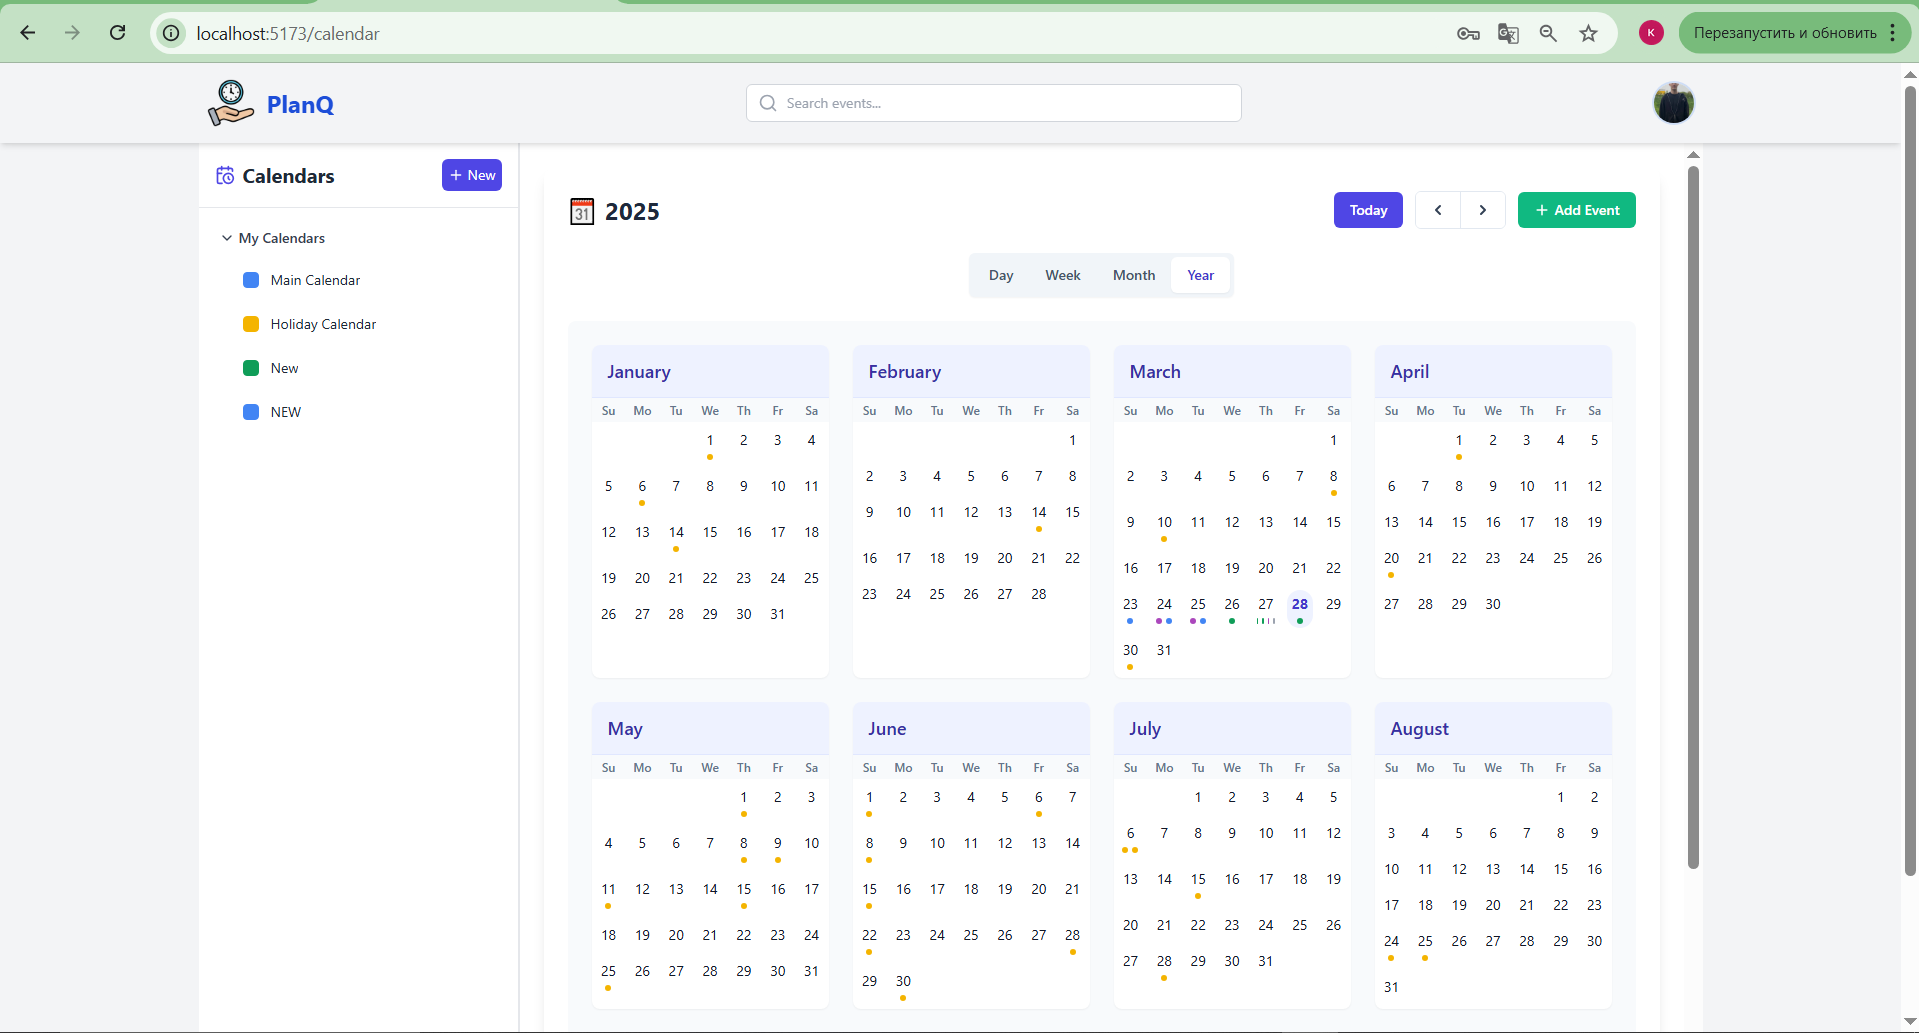 localhost:5173/calendar
K
Перезапустить и обновить
PlanQ
Search events...
Calendars
+ New
My Calendars
Main Calendar
Holiday Calendar
New
NEW
31 2025
Today
+ Add Event
Day Week Month Year
January
Su Mo Tu We Th Fr Sa
1 2 3 4
5 6 7 8 9 10 11
12 13 14 15 16 17 18
19 20 21 22 23 24 25
26 27 28 29 30 31
February
Su Mo Tu We Th Fr Sa
1
2 3 4 5 6 7 8
9 10 11 12 13 14 15
16 17 18 19 20 21 22
23 24 25 26 27 28
March
Su Mo Tu We Th Fr Sa
1
2 3 4 5 6 7 8
9 10 11 12 13 14 15
16 17 18 19 20 21 22
23 24 25 26 27 28 29
30 31
April
Su Mo Tu We Th Fr Sa
1 2 3 4 5
6 7 8 9 10 11 12
13 14 15 16 17 18 19
20 21 22 23 24 25 26
27 28 29 30
May
Su Mo Tu We Th Fr Sa
1 2 3
4 5 6 7 8 9 10
11 12 13 14 15 16 17
18 19 20 21 22 23 24
25 26 27 28 29 30 31
June
Su Mo Tu We Th Fr Sa
1 2 3 4 5 6 7
8 9 10 11 12 13 14
15 16 17 18 19 20 21
22 23 24 25 26 27 28
29 30
July
Su Mo Tu We Th Fr Sa
1 2 3 4 5
6 7 8 9 10 11 12
13 14 15 16 17 18 19
20 21 22 23 24 25 26
27 28 29 30 31
August
Su Mo Tu We Th Fr Sa
1 2
3 4 5 6 7 8 9
10 11 12 13 14 15 16
17 18 19 20 21 22 23
24 25 26 27 28 29 30
31